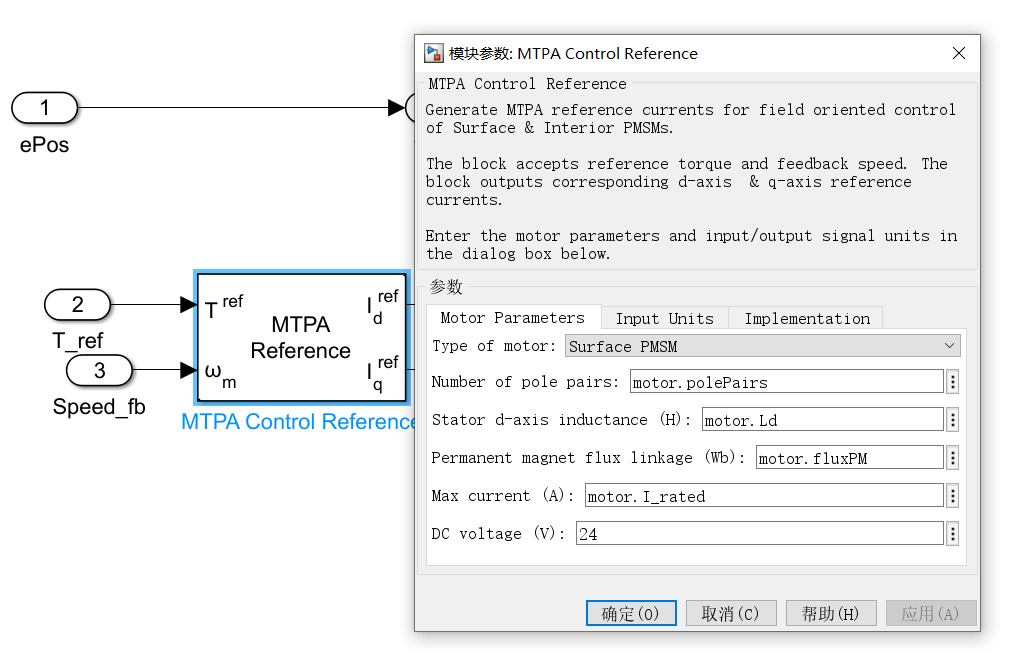 1
ePos
2
T_ref
3
Speed_fb
T ref
ω m
MTPA
Reference
I ref d
I ref q
MTPA Control Reference
模块参数: MTPA Control Reference
MTPA Control Reference
Generate MTPA reference currents for field oriented control
of Surface & Interior PMSMs.
The block accepts reference torque and feedback speed. The
block outputs corresponding d-axis & q-axis reference
currents.
Enter the motor parameters and input/output signal units in
the dialog box below.
参数
Motor Parameters Input Units Implementation
Type of motor: Surface PMSM
Number of pole pairs: motor.polePairs
Stator d-axis inductance (H): motor.Ld
Permanent magnet flux linkage (Wb): motor.fluxPM
Max current (A): motor.I_rated
DC voltage (V): 24
确定(O) 取消(C) 帮助(H) 应用(A)